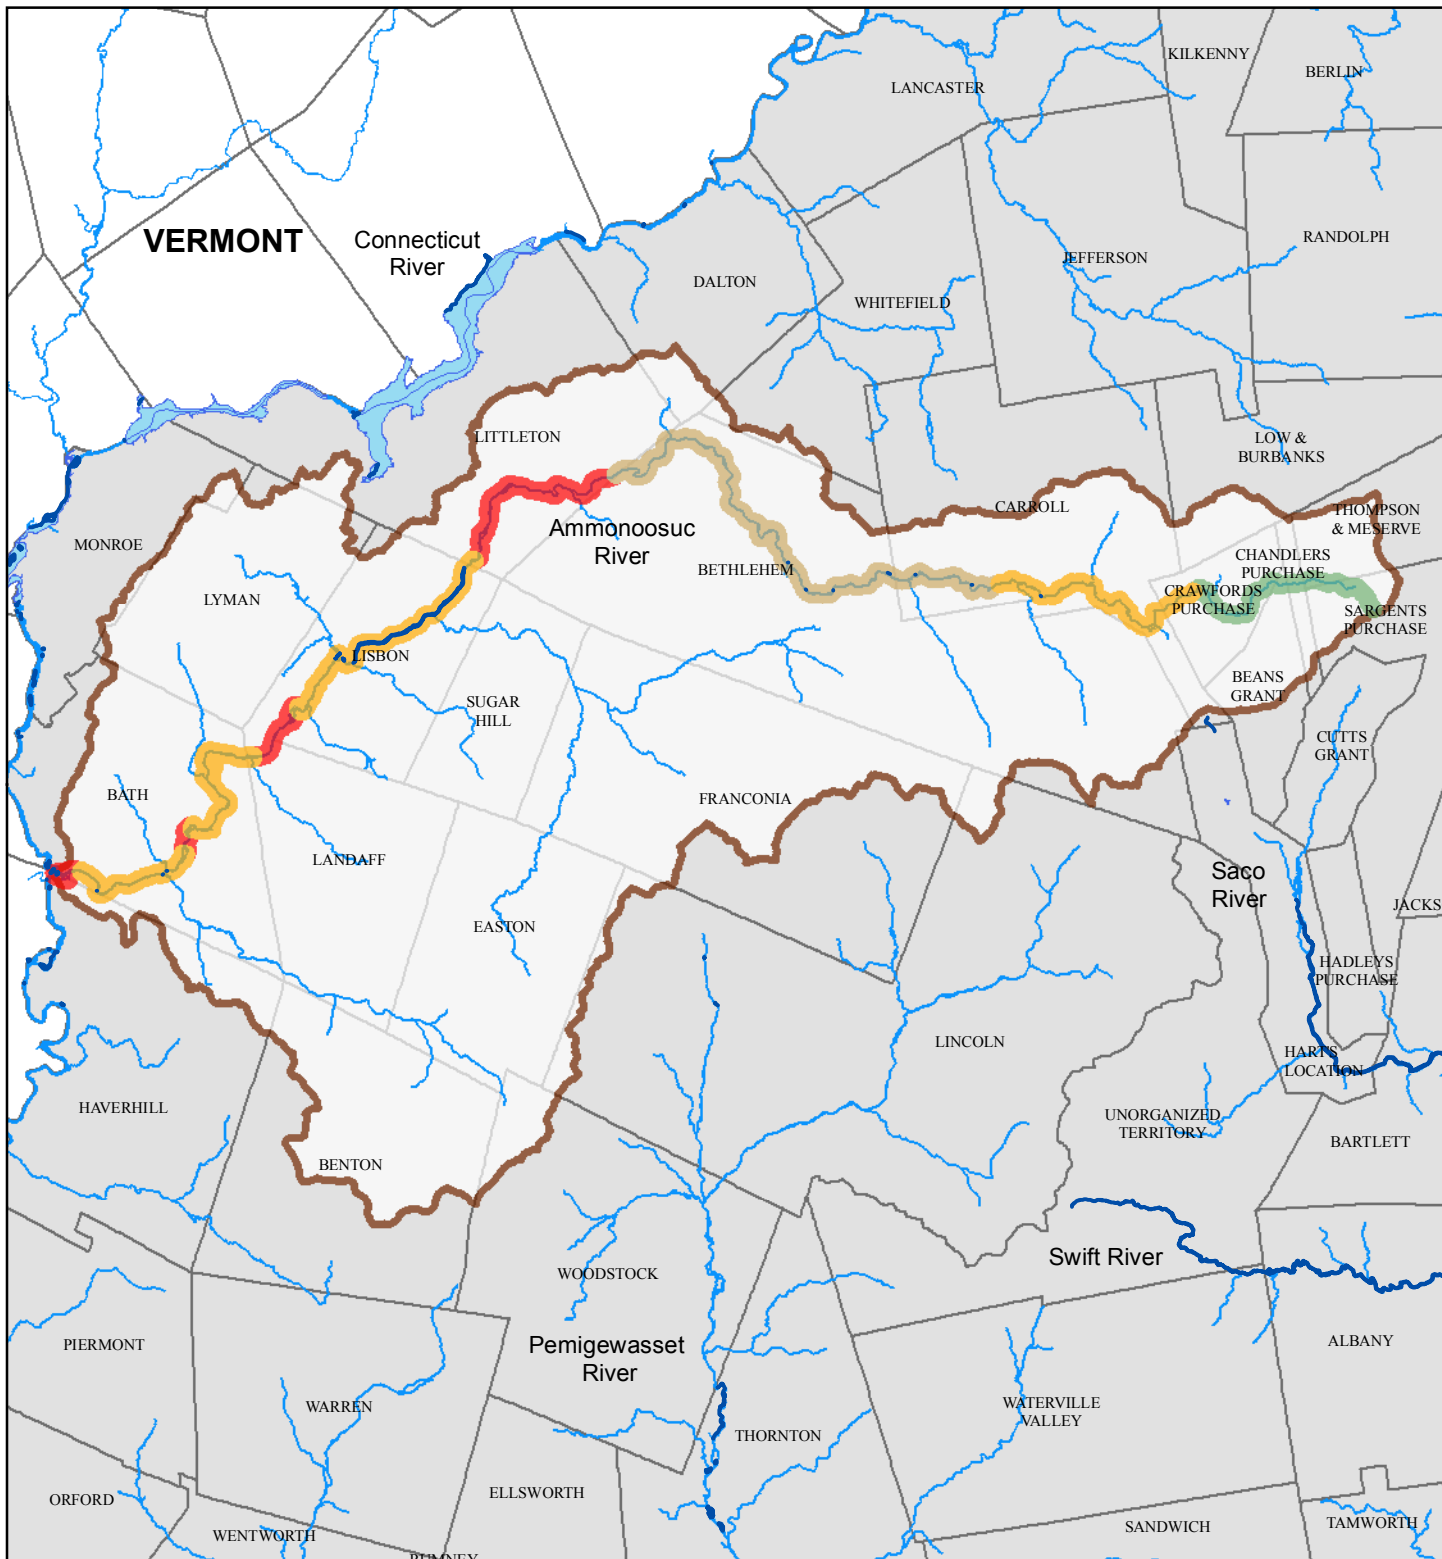 KILKENNY
BERLIN
LANCASTER
VERMONT
Connecticut
River
RANDOLPH
JEFFERSON
DALTON
WHITEFIELD
LITTLETON
LOW &
BURBANKS
CARROLL
THOMPSON
& MESERVE
Ammonoosuc
River
MONROE
CHANDLERS
PURCHASE
BETHLEHEM
LYMAN
CRAWFORDS
PURCHASE
SARGENTS
PURCHASE
LISBON
BEANS
GRANT
SUGAR
HILL
CUTTS
GRANT
BATH
FRANCONIA
LANDAFF
Saco
River
JACKS
EASTON
HADLEYS
PURCHASE
LINCOLN
HART'S
LOCATION
HAVERHILL
UNORGANIZED
TERRITORY
BARTLETT
BENTON
Swift River
WOODSTOCK
PIERMONT
Pemigewasset
River
ALBANY
WARREN
WATERVILLE
VALLEY
THORNTON
ORFORD
ELLSWORTH
WENTWORTH
SANDWICH
TAMWORTH
RUMNEY